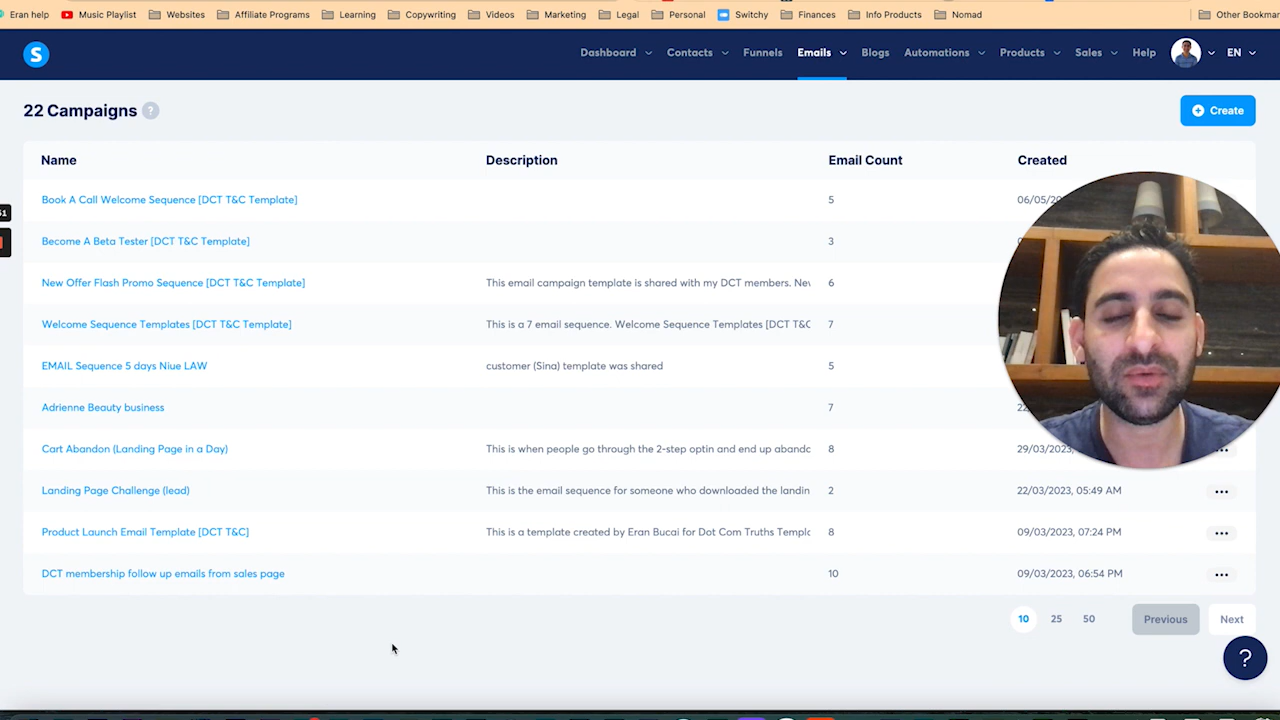 Eran help Music Playlist Websites Affiliate Programs Learning Copywriting Videos Marketing Legal Personal Switchy Finances Info Products Nomad
S Dashboard Contacts Funnels Emails Blogs Automations Products Sales Help EN
22 Campaigns ? Create
Name Description Email Count Created
Book A Call Welcome Sequence [DCT T&C Template] 5
Become A Beta Tester [DCT T&C Template] 3
New Offer Flash Promo Sequence [DCT T&C Template] This email campaign template is shared with my DCT members. 6
Welcome Sequence Templates [DCT T&C Template] This is a 7 email sequence. Welcome Sequence Templates [DCT T&C 7
EMAIL Sequence 5 days Niue LAW customer (Sina) template was shared 5
Adrienne Beauty business 7
Cart Abandon (Landing Page in a Day) This is when people go through the 2-step optin and end up 8 29/03/2023,
Landing Page Challenge (lead) This is the email sequence for someone who downloaded the 2 22/03/2023, 05:49 AM
Product Launch Email Template [DCT T&C] This is a template created by Eran Bucai for Dot Com Truths 8 09/03/2023, 07:24 PM
DCT membership follow up emails from sales page 10 09/03/2023, 06:54 PM
10 25 50 Previous Next
?